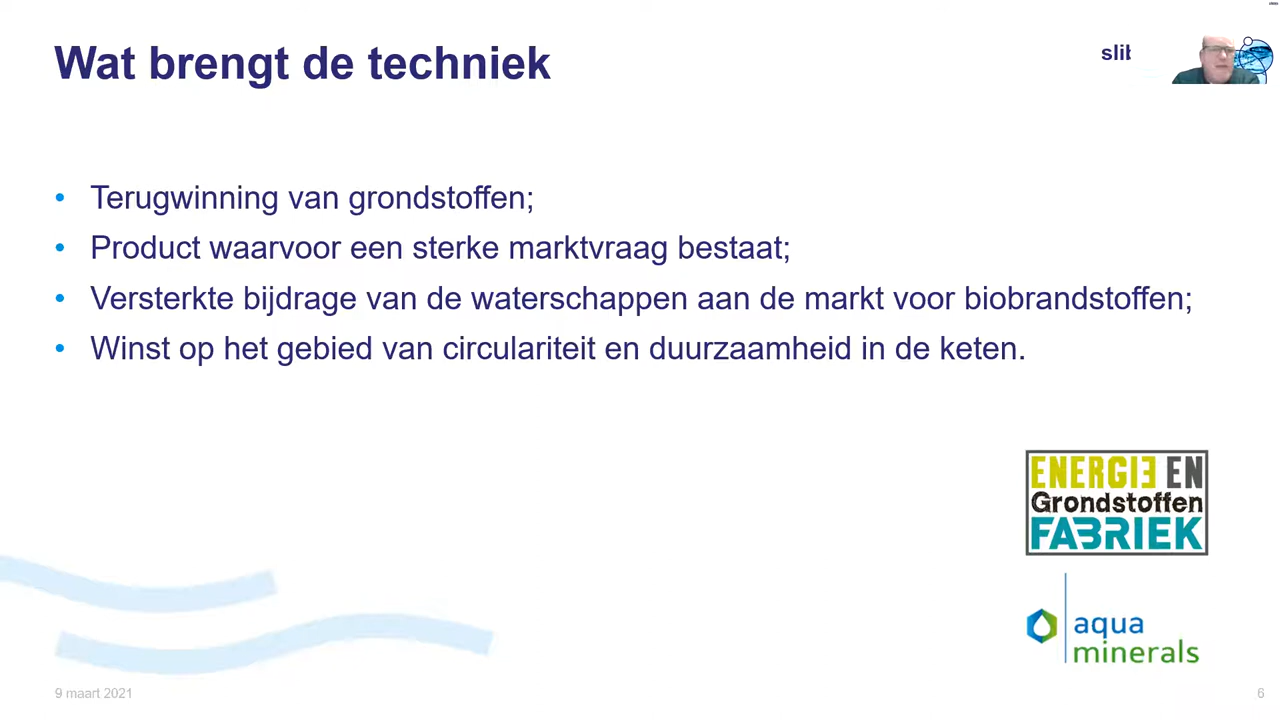 Wat brengt de techniek
• Terugwinning van grondstoffen;
• Product waarvoor een sterke marktvraag bestaat;
• Versterkte bijdrage van de waterschappen aan de markt voor biobrandstoffen;
• Winst op het gebied van circulariteit en duurzaamheid in de keten.
ENERGIE EN
Grondstoffen
FABRIEK
aqua
minerals
9 maart 2021
6